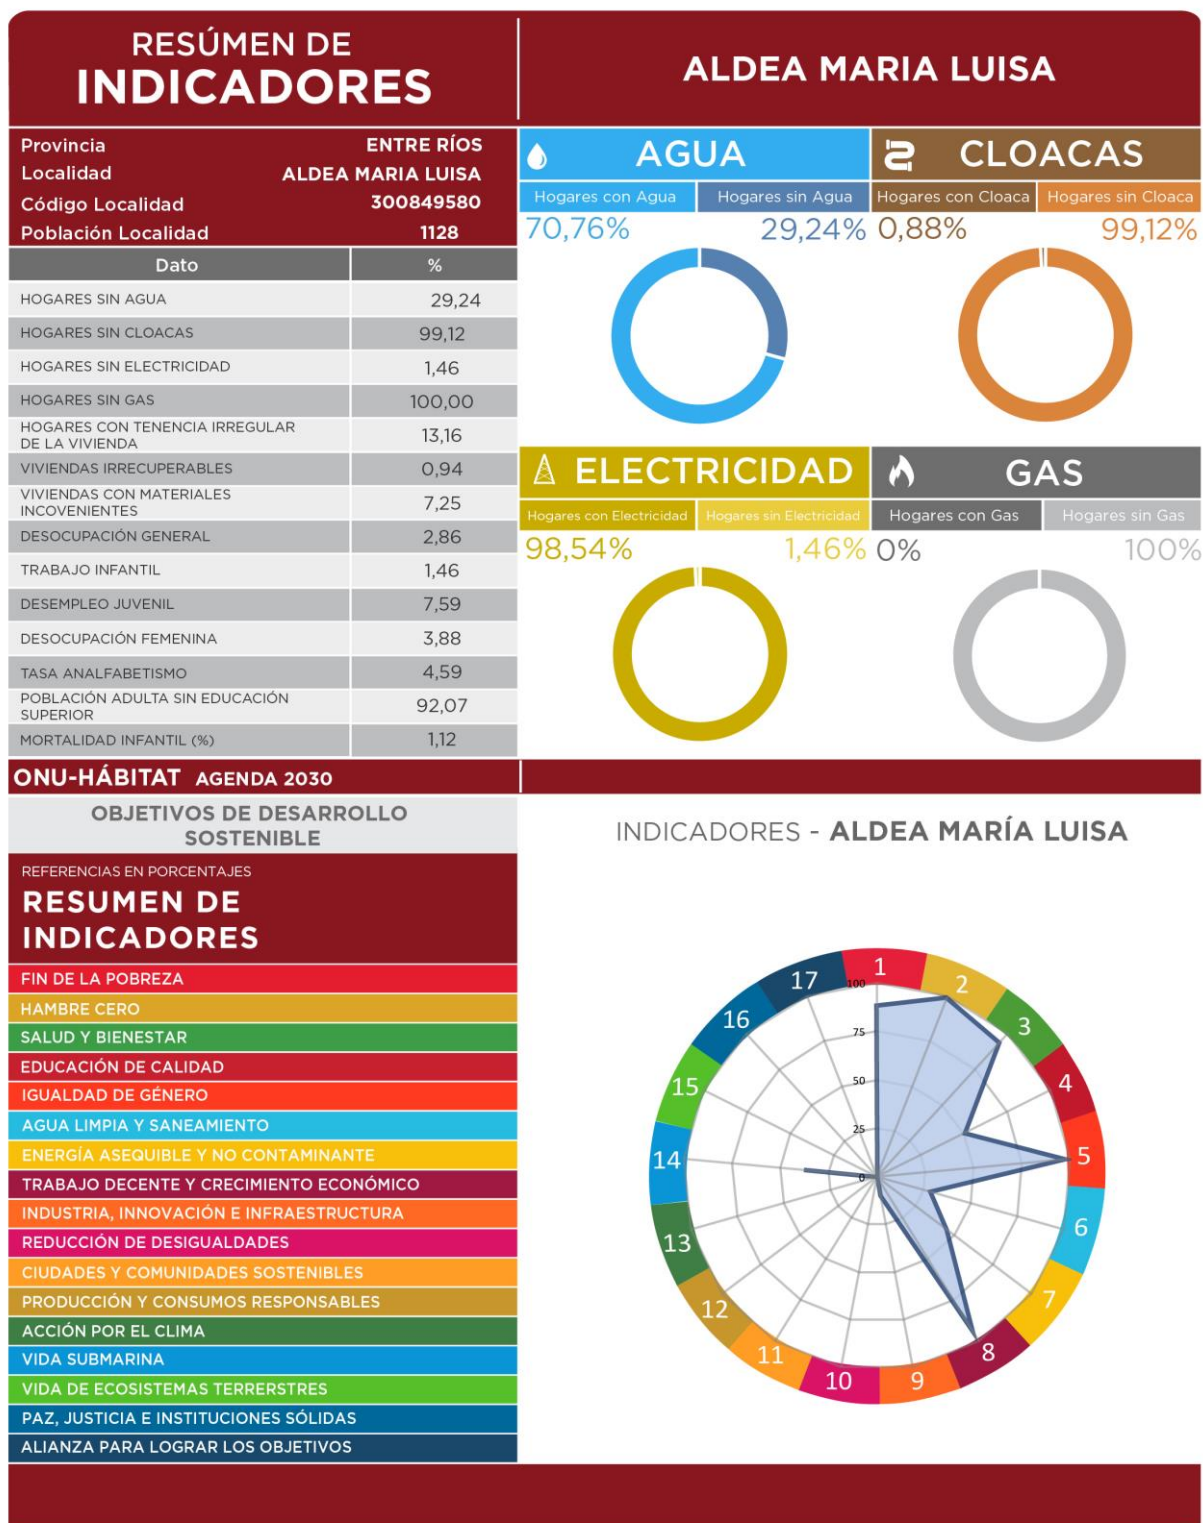 RESÚMEN DE
INDICADORES
ALDEA MARIA LUISA
Provincia ENTRE RÍOS
Localidad ALDEA MARIA LUISA
Código Localidad 300849580
Población Localidad 1128
Dato %
HOGARES SIN AGUA 29,24
HOGARES SIN CLOACAS 99,12
HOGARES SIN ELECTRICIDAD 1,46
HOGARES SIN GAS 100,00
HOGARES CON TENENCIA IRREGULAR
DE LA VIVIENDA 13,16
VIVIENDAS IRRECUPERABLES 0,94
VIVIENDAS CON MATERIALES
INCOVENIENTES 7,25
DESOCUPACIÓN GENERAL 2,86
TRABAJO INFANTIL 1,46
DESEMPLEO JUVENIL 7,59
DESOCUPACIÓN FEMENINA 3,88
TASA ANALFABETISMO 4,59
POBLACIÓN ADULTA SIN EDUCACIÓN
SUPERIOR 92,07
MORTALIDAD INFANTIL (%) 1,12
AGUA
Hogares con Agua Hogares sin Agua
70,76% 29,24%
CLOACAS
Hogares con Cloaca Hogares sin Cloaca
0,88% 99,12%
ELECTRICIDAD
Hogares con Electricidad Hogares sin Electricidad
98,54% 1,46%
GAS
Hogares con Gas Hogares sin Gas
0% 100%
ONU-HÁBITAT AGENDA 2030
OBJETIVOS DE DESARROLLO
SOSTENIBLE
REFERENCIAS EN PORCENTAJES
RESUMEN DE
INDICADORES
FIN DE LA POBREZA
HAMBRE CERO
SALUD Y BIENESTAR
EDUCACIÓN DE CALIDAD
IGUALDAD DE GÉNERO
AGUA LIMPIA Y SANEAMIENTO
ENERGÍA ASEQUIBLE Y NO CONTAMINANTE
TRABAJO DECENTE Y CRECIMIENTO ECONÓMICO
INDUSTRIA, INNOVACIÓN E INFRAESTRUCTURA
REDUCCIÓN DE DESIGUALDADES
CIUDADES Y COMUNIDADES SOSTENIBLES
PRODUCCIÓN Y CONSUMOS RESPONSABLES
ACCIÓN POR EL CLIMA
VIDA SUBMARINA
VIDA DE ECOSISTEMAS TERRERSTRES
PAZ, JUSTICIA E INSTITUCIONES SÓLIDAS
ALIANZA PARA LOGRAR LOS OBJETIVOS
INDICADORES - ALDEA MARÍA LUISA
1
2
3
4
5
6
7
8
9
10
11
12
13
14
15
16
17
100
75
50
25
0